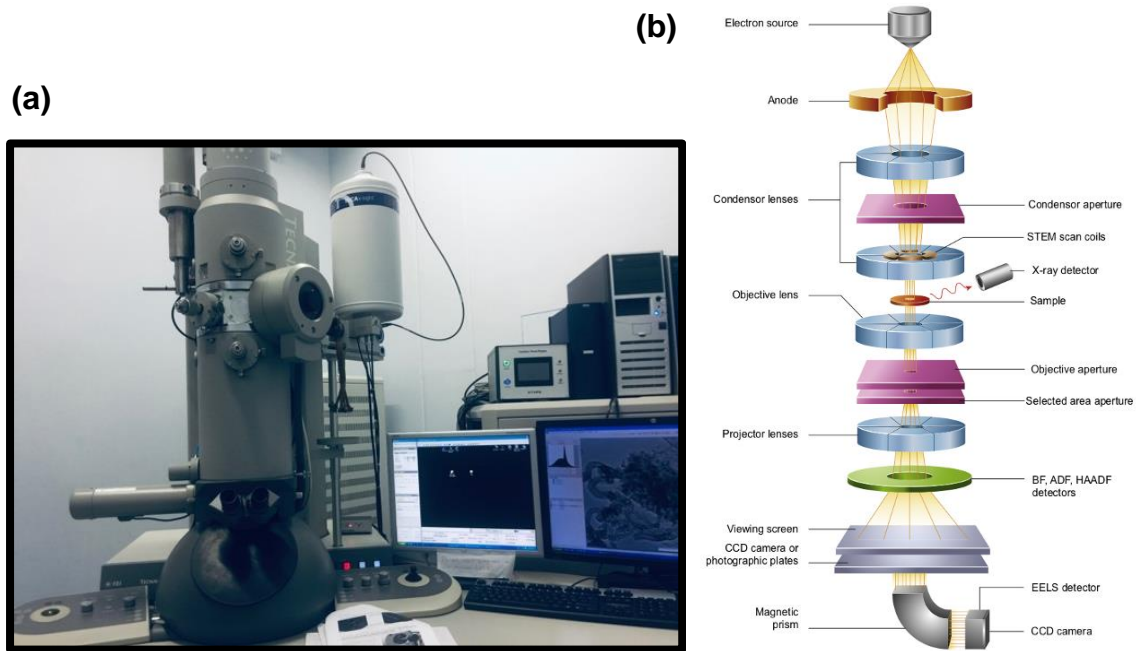 (a)
TECN
(b)
Electron source
Anode
Condensor lenses
Condensor aperture
STEM scan coils
X-ray detector
Objective lens
Sample
Objective aperture
Selected area aperture
Projector lenses
BF, ADF, HAADF
detectors
Viewing screen
CCD camera or
photographic plates
EELS detector
Magnetic
prism
CCD camera